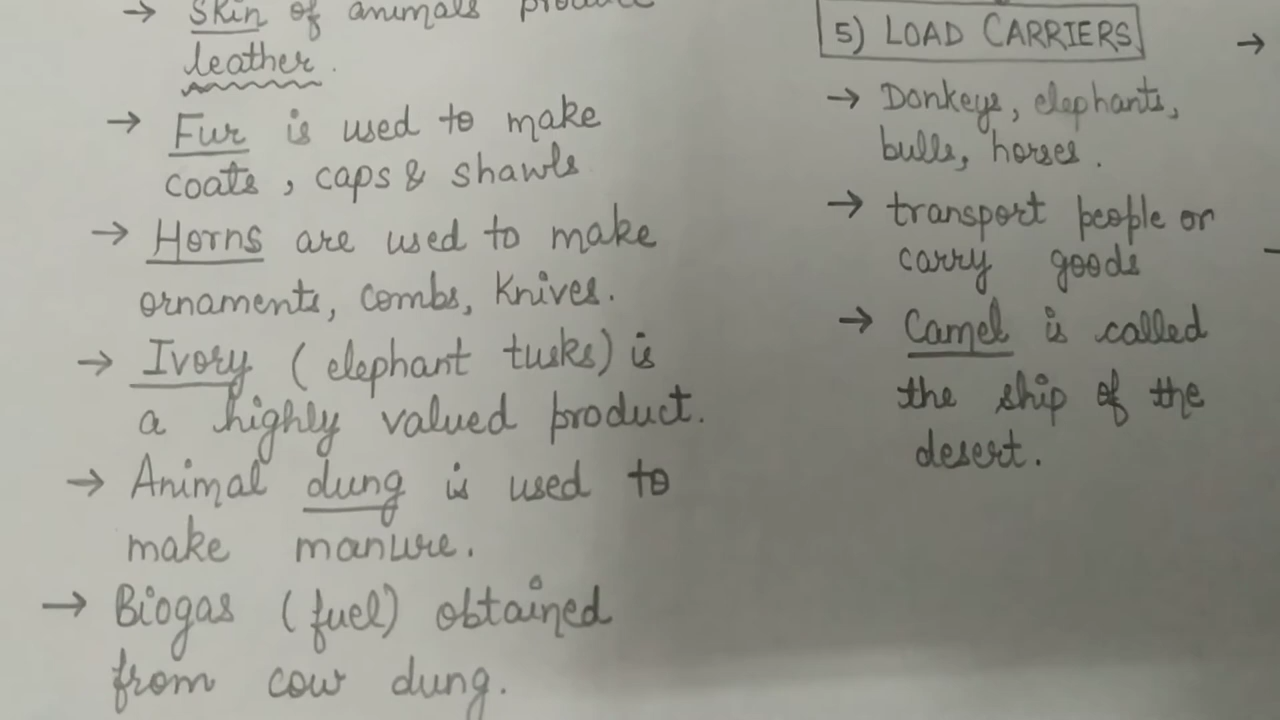 → Skin of animals produce
leather.
→ Fur is used to make
coats, caps & shawls
→ Horns are used to make
ornaments, combs, Knives.
→ Ivory (elephant tusks) is
a highly valued product.
→ Animal dung is used to
make manure.
→ Biogas (fuel) obtained
from cow dung.
5) LOAD CARRIERS
→ Donkeys, elephants,
bulls, horses.
→ transport people or
carry goods
→ Camel is called
the ship of the
desert.
→